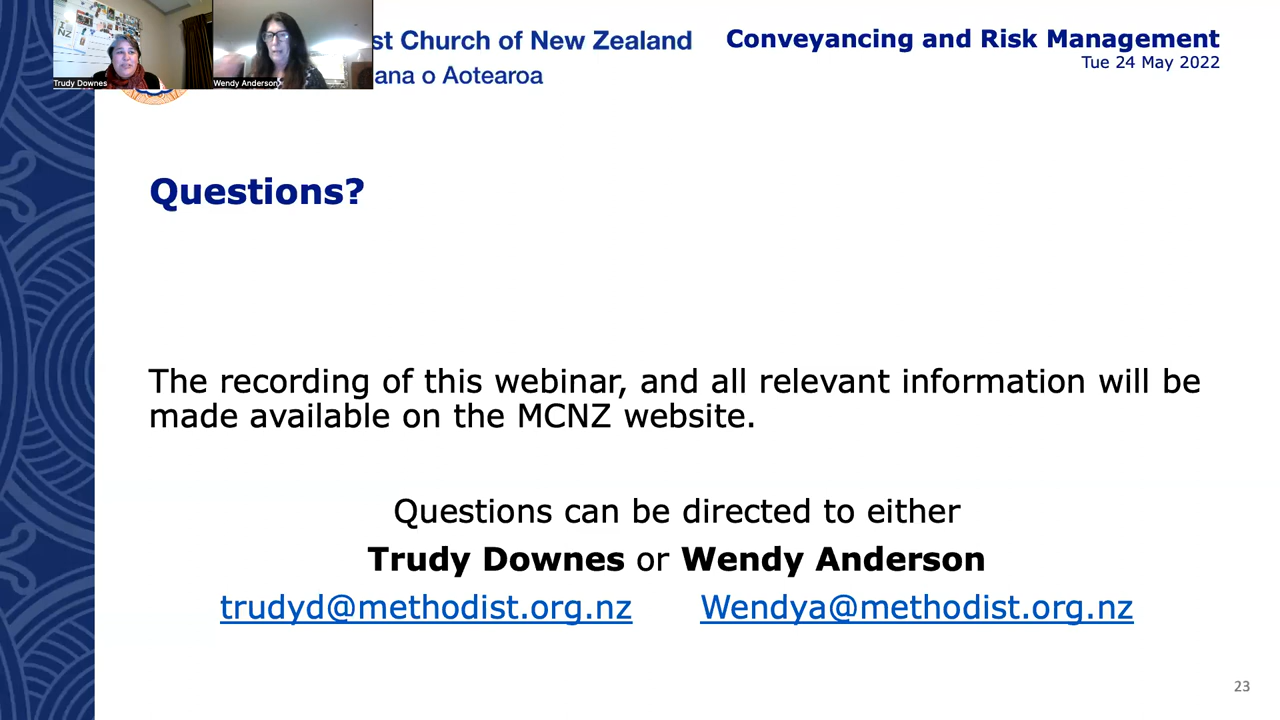 Trudy Downes
Wendy Anderson
st Church of New Zealand
ana o Aotearoa
Conveyancing and Risk Management
Tue 24 May 2022
Questions?
The recording of this webinar, and all relevant information will be
made available on the MCNZ website.
Questions can be directed to either
Trudy Downes or Wendy Anderson
trudyd@methodist.org.nz Wendya@methodist.org.nz
23